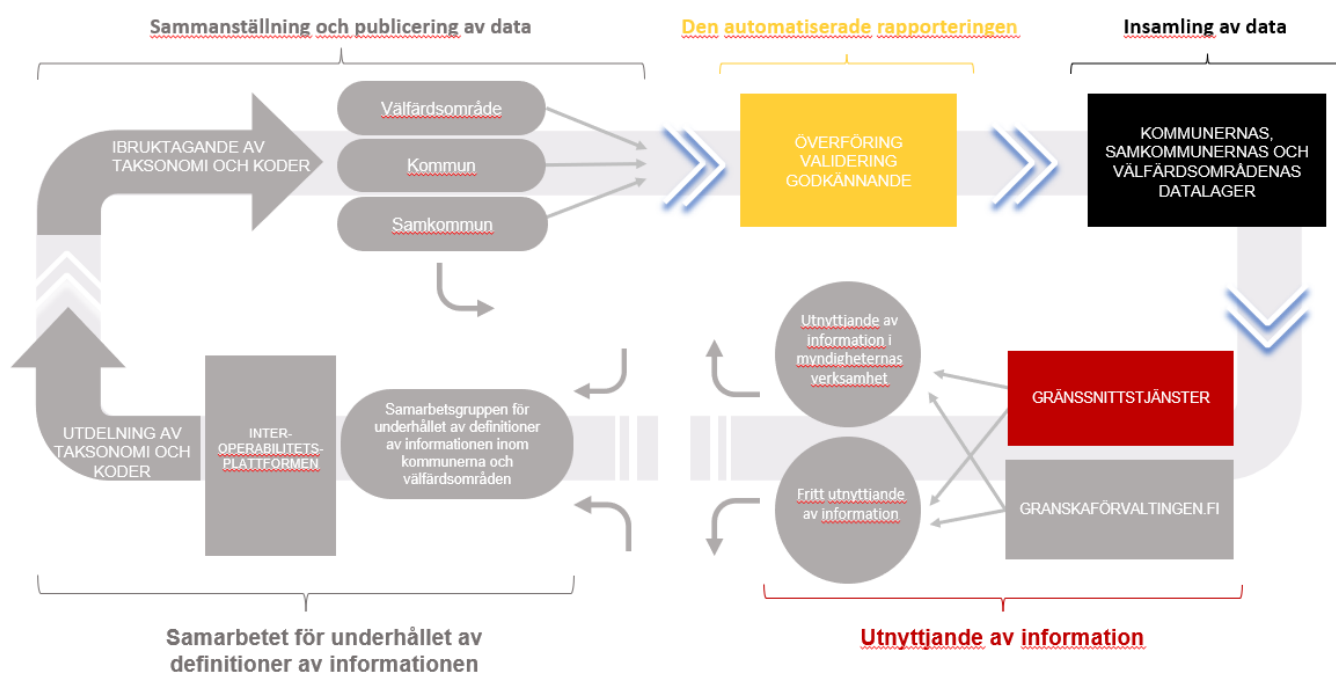 Sammanställning och publicering av data
Den automatiserade rapporteringen
Insamling av data
IBRUKTAGANDE AV
TAKSONOMI OCH KODER
Välfärdsområde
Kommun
Samkommun
ÖVERFÖRING
VALIDERING
GODKÄNNANDE
KOMMUNERNAS,
SAMKOMMUNERNAS OCH
VÄLFÄRDSOMRÅDENAS
DATALAGER
UTDELNING AV
TAKSONOMI OCH
KODER
INTER-
OPERABILITETS-
PLATTFORMEN
Samarbetsgruppen för
underhållet av definitioner
av informationen inom
kommunerna och
välfärdsområden
Utnyttjande av
information i
myndigheternas
verksamhet
Fritt utnyttjande
av information
GRÄNSSNITTSTJÄNSTER
GRANSKAFÖRVALTINGEN.FI
Samarbetet för underhållet av
definitioner av informationen
Utnyttjande av information